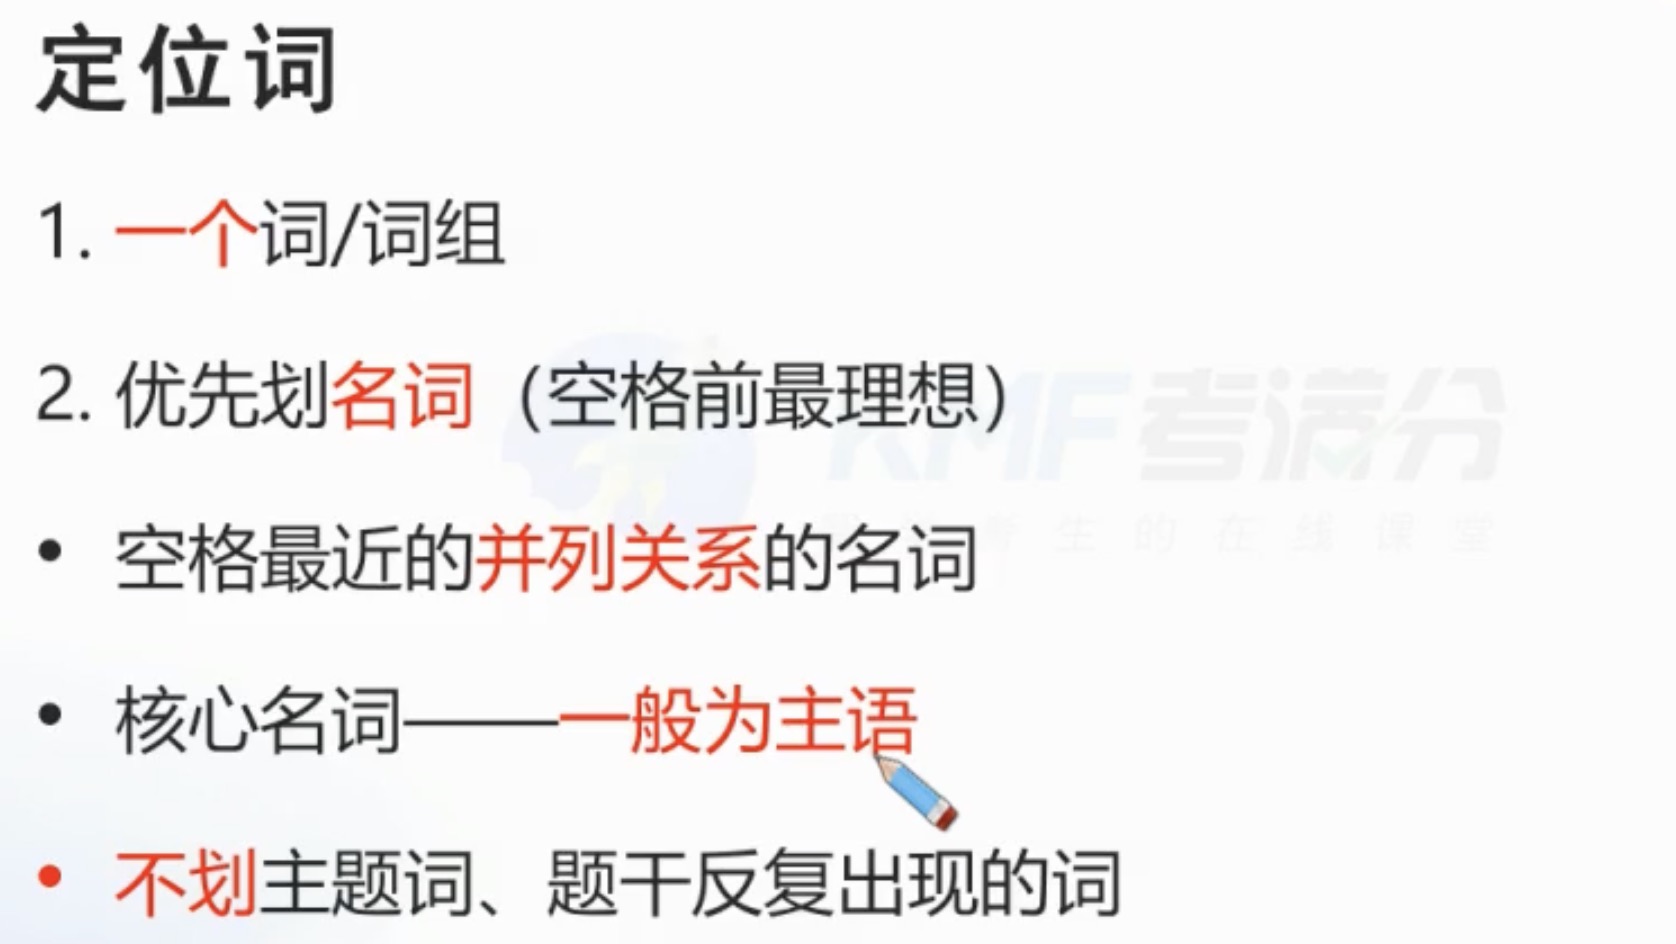 定位词
1. 一个词/词组
2. 优先划名词（空格前最理想）
KMF考满分
生的在线课堂
• 空格最近的并列关系的名词
• 核心名词——一般为主语
• 不划主题词、题干反复出现的词